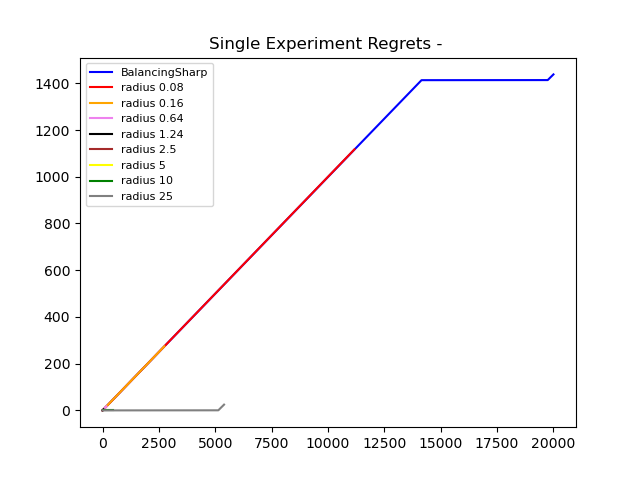 Single Experiment Regrets -
BalancingSharp
radius 0.08
radius 0.16
radius 0.64
radius 1.24
radius 2.5
radius 5
radius 10
radius 25
1400
1200
1000
800
600
400
200
0
0 2500 5000 7500 10000 12500 15000 17500 20000